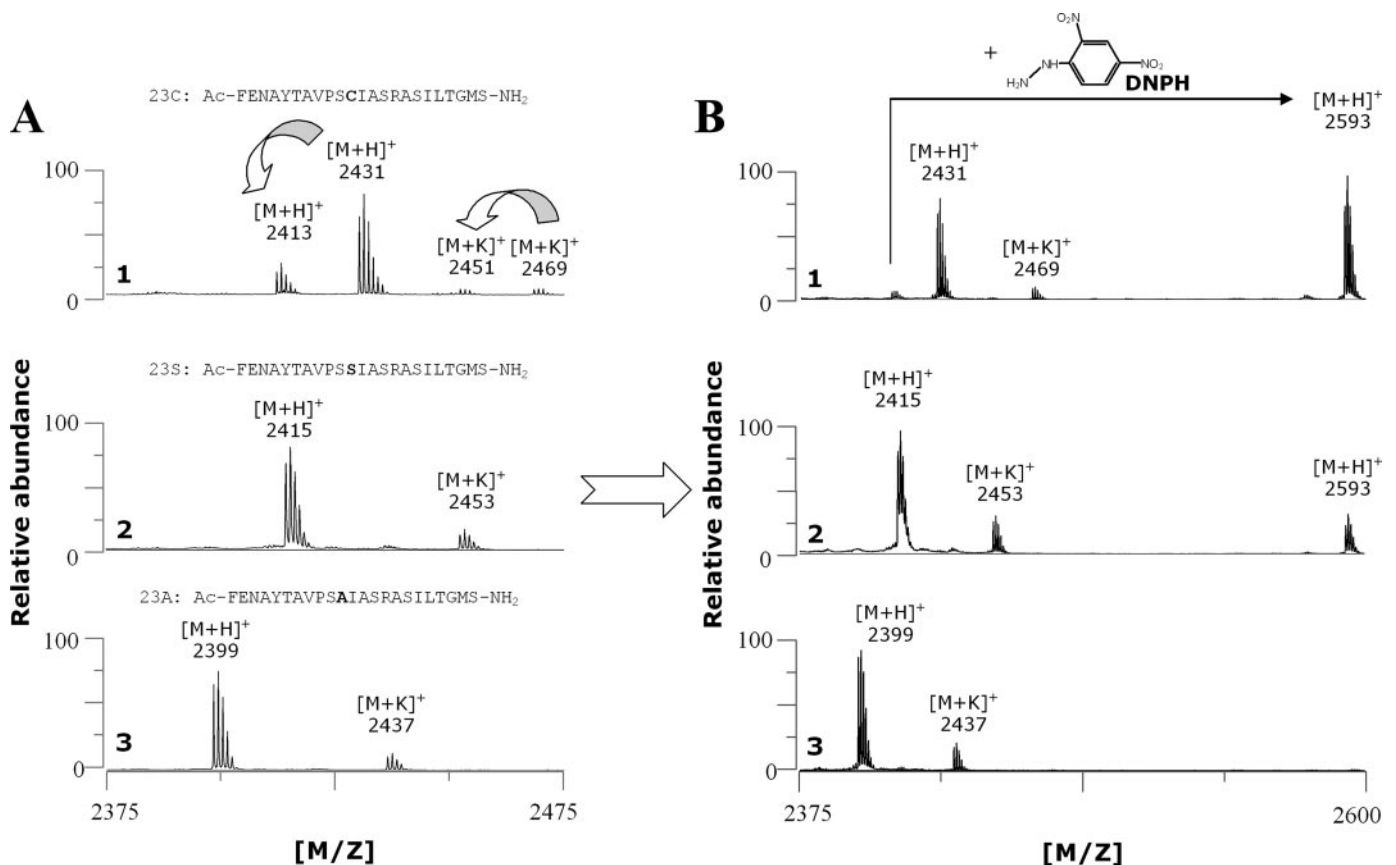 A
23C: Ac-FENAYTAVPSCIASRASILTGMS-NH₂
[M+H]⁺
2431
[M+H]⁺
2413
[M+K]⁺
2451
[M+K]⁺
2469
100
0
1
23S: Ac-FENAYTAVPSSIASRASILTGMS-NH₂
[M+H]⁺
2415
[M+K]⁺
2453
100
0
2
23A: Ac-FENAYTAVPSAIASRASILTGMS-NH₂
[M+H]⁺
2399
[M+K]⁺
2437
100
0
3
Relative abundance
2375
2475
[M/Z]
B
+
O₂N
NO₂
NH
H₂N
DNPH
[M+H]⁺
2593
[M+H]⁺
2431
[M+K]⁺
2469
100
0
1
[M+H]⁺
2415
[M+K]⁺
2453
[M+H]⁺
2593
100
0
2
[M+H]⁺
2399
[M+K]⁺
2437
100
0
3
Relative abundance
2375
2600
[M/Z]